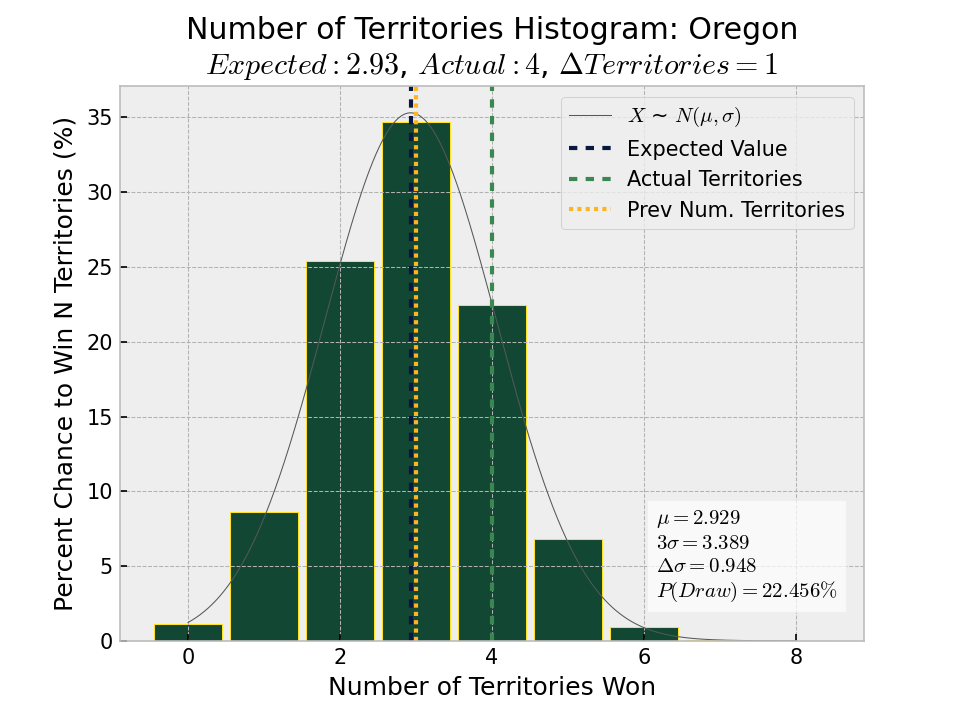 Number of Territories Histogram: Oregon
Expected : 2.93, Actual : 4, ΔTerritories = 1
Percent Chance to Win N Territories (%)
35
30
25
20
15
10
5
0
X ~ N(μ, σ)
Expected Value
Actual Territories
Prev Num. Territories
μ = 2.929
3σ = 3.389
Δσ = 0.948
P(Draw) = 22.456%
0 2 4 6 8
Number of Territories Won